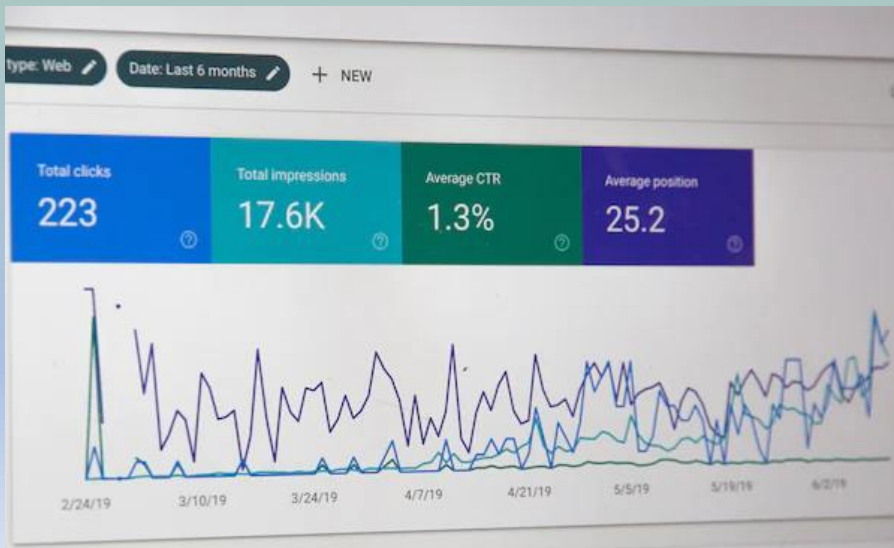 type: Web
Date: Last 6 months
+ NEW
Total clicks
223
Total impressions
17.6K
Average CTR
1.3%
Average position
25.2
2/24/19 3/10/19 3/24/19 4/7/19 4/21/19 5/5/19 5/19/19 6/2/19